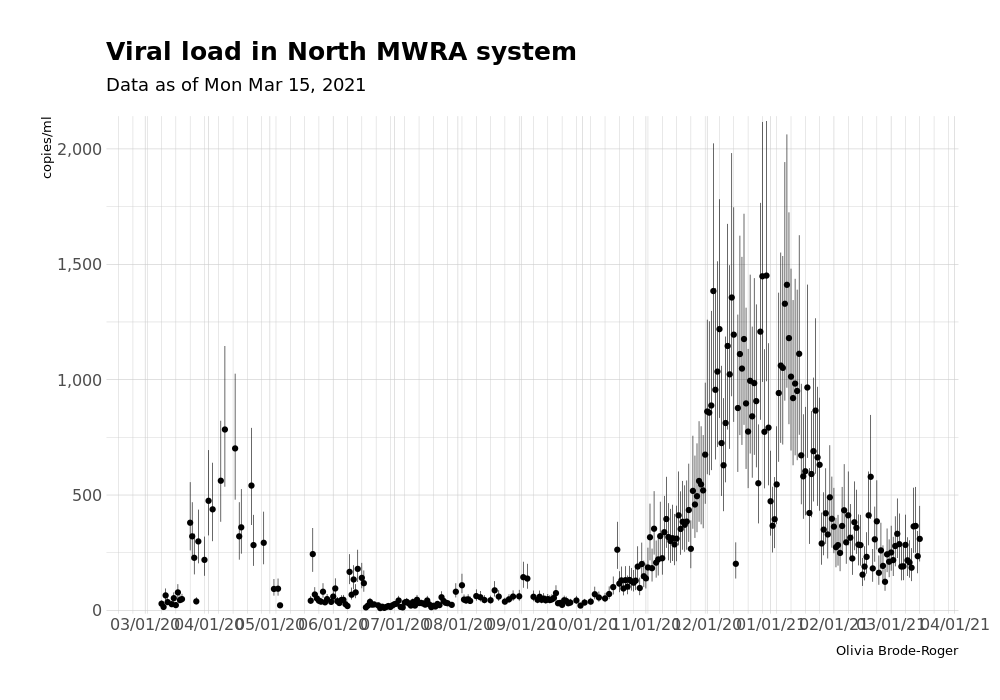 Viral load in North MWRA system
Data as of Mon Mar 15, 2021
copies/ml
2,000
1,500
1,000
500
0
03/01/20 04/01/20 05/01/20 06/01/20 07/01/20 08/01/20 09/01/20 10/01/20 11/01/20 12/01/20 01/01/21 02/01/21 03/01/21 04/01/21
Olivia Brode-Roger